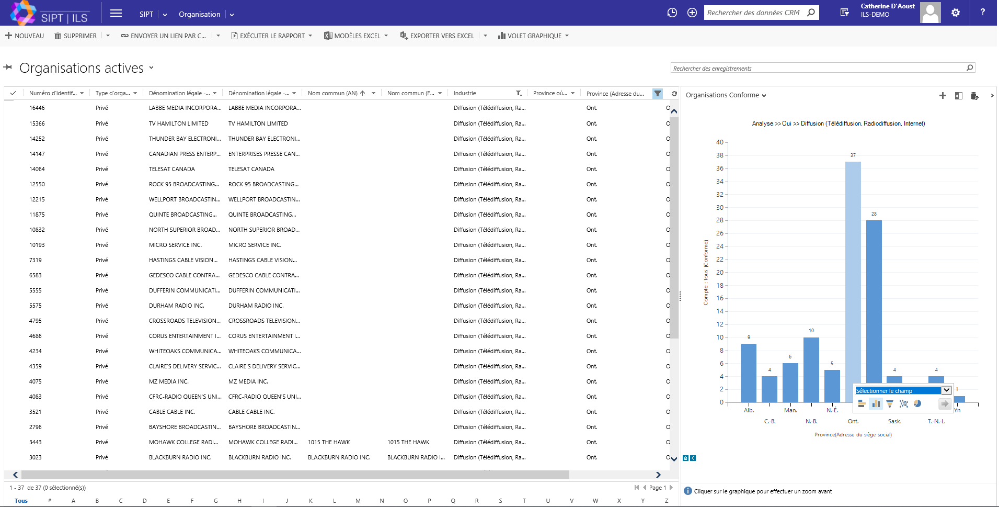 SIPT | ILS
SIPT
Organisation
Rechercher des données CRM
Catherine D'Aoust
ILS-DEMO
?
NOUVEAU
SUPPRIMER
ENVOYER UN LIEN PAR C...
EXÉCUTER LE RAPPORT
MODÈLES EXCEL
EXPORTER VERS EXCEL
VOLET GRAPHIQUE
Organisations actives
Rechercher des enregistrements
Numéro d'identif... Type d'orga... Dénomination légale -... Dénomination légale -... Nom commun (AN) Nom commun (F... Industrie Province où... Province (Adresse du...
16446 Privé LABBE MEDIA INCORPORA... LABBE MEDIA INCORPORA... Diffusion (Télédiffusion, Ra... Ont. O
15366 Privé TV HAMILTON LIMITED TV HAMILTON LIMITED Diffusion (Télédiffusion, Ra... Ont. O
14252 Privé THUNDER BAY ELECTRONI... THUNDER BAY ELECTRONI... Diffusion (Télédiffusion, Ra... Ont. O
14147 Privé CANADIAN PRESS ENTERP... ENTERPRISES PRESSE CAN... Diffusion (Télédiffusion, Ra... Ont. O
14064 Privé TELESAT CANADA TELESAT CANADA Diffusion (Télédiffusion, Ra... Ont. O
12550 Privé ROCK 95 BROADCASTING... ROCK 95 BROADCASTING... Diffusion (Télédiffusion, Ra... Ont. O
12215 Privé WELLPORT BROADCASTIN... WELLPORT BROADCASTIN... Diffusion (Télédiffusion, Ra... Ont. O
11875 Privé QUINTE BROADCASTING... QUINTE BROADCASTING... Diffusion (Télédiffusion, Ra... Ont. O
10832 Privé NORTH SUPERIOR BROAD... NORTH SUPERIOR BROAD... Diffusion (Télédiffusion, Ra... Ont. O
10193 Privé MICRO SERVICE INC. MICRO SERVICE INC. Diffusion (Télédiffusion, Ra... Ont. O
7319 Privé HASTINGS CABLE VISION... HASTINGS CABLE VISION... Diffusion (Télédiffusion, Ra... Ont. O
6583 Privé GEDESCO CABLE CONTRA... GEDESCO CABLE CONTRA... Diffusion (Télédiffusion, Ra... Ont. O
5555 Privé DUFFERIN COMMUNICATI... DUFFERIN COMMUNICATI... Diffusion (Télédiffusion, Ra... Ont. O
5575 Privé DURHAM RADIO INC. DURHAM RADIO INC. Diffusion (Télédiffusion, Ra... Ont. O
4795 Privé CROSSROADS TELEVISION... CROSSROADS TELEVISION... Diffusion (Télédiffusion, Ra... Ont. O
4686 Privé CORUS ENTERTAINMENT I... CORUS ENTERTAINMENT I... Diffusion (Télédiffusion, Ra... Ont. O
4234 Privé WHITEOAKS COMMUNICA... WHITEOAKS COMMUNICA... Diffusion (Télédiffusion, Ra... Ont. O
4359 Privé CLAIRE'S DELIVERY SERVIC... CLAIRE'S DELIVERY SERVIC... Diffusion (Télédiffusion, Ra... Ont. O
4075 Privé MZ MEDIA INC. MZ MEDIA INC. Diffusion (Télédiffusion, Ra... Ont. O
4083 Privé CFRC-RADIO QUEEN'S UNI... CFRC-RADIO QUEEN'S UNI... Diffusion (Télédiffusion, Ra... Ont. O
3521 Privé CABLE CABLE INC. CABLE CABLE INC. Diffusion (Télédiffusion, Ra... Ont. O
2796 Privé BAYSHORE BROADCASTIN... BAYSHORE BROADCASTIN... Diffusion (Télédiffusion, Ra... Ont. O
3443 Privé MOHAWK COLLEGE RADI... MOHAWK COLLEGE RADI... 1015 THE HAWK 1015 THE HAWK Diffusion (Télédiffusion, Ra... Ont. O
3023 Privé BLACKBURN RADIO INC. BLACKBURN RADIO INC. BLACKBURN RADIO INC. BLACKBURN RADIO I... Diffusion (Télédiffusion, Ra... Ont. O
1 - 37 de 37 (0 sélectionné(s))
Page 1
Tous # A B C D E F G H I J K L M N O P Q R S T U V W X Y Z
Organisations Conforme
Analyse >> Oui >> Diffusion (Télédiffusion, Radiodiffusion, Internet)
Compte : tous (Conforme)
40
38
36
34
32
30
28
26
24
22
20
18
16
14
12
10
8
6
4
2
0
9 4 6 10 5 37 28 4 4 1
Sélectionner le champ
Alb. Man. N.-É. Yn
C.-B. N.-B. Ont. Sask. T.-N.-L.
Province(Adresse du siège social)
Cliquer sur le graphique pour effectuer un zoom avant